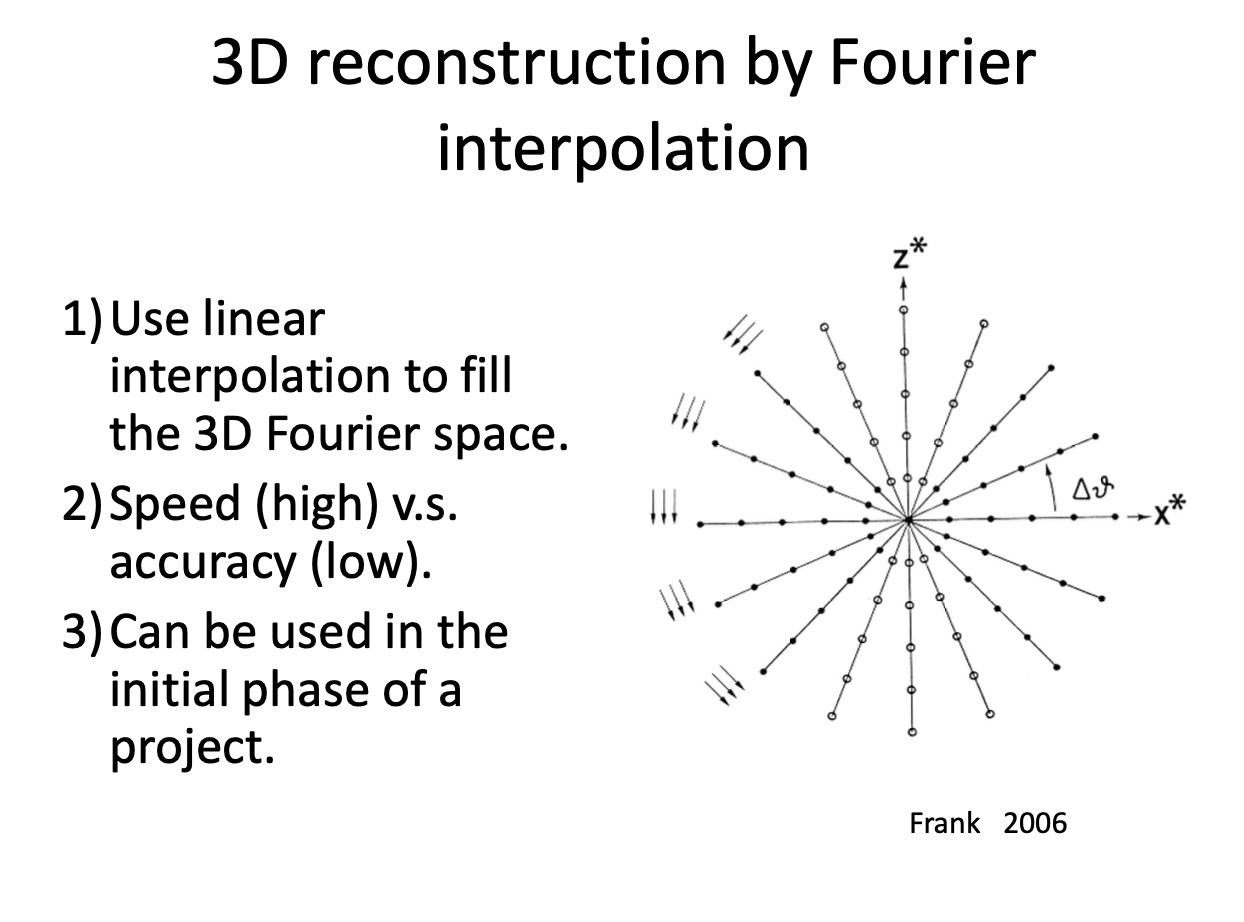 3D reconstruction by Fourier
interpolation
1) Use linear
interpolation to fill
the 3D Fourier space.
2) Speed (high) v.s.
accuracy (low).
3) Can be used in the
initial phase of a
project.
z*
Δϑ
x*
Frank 2006